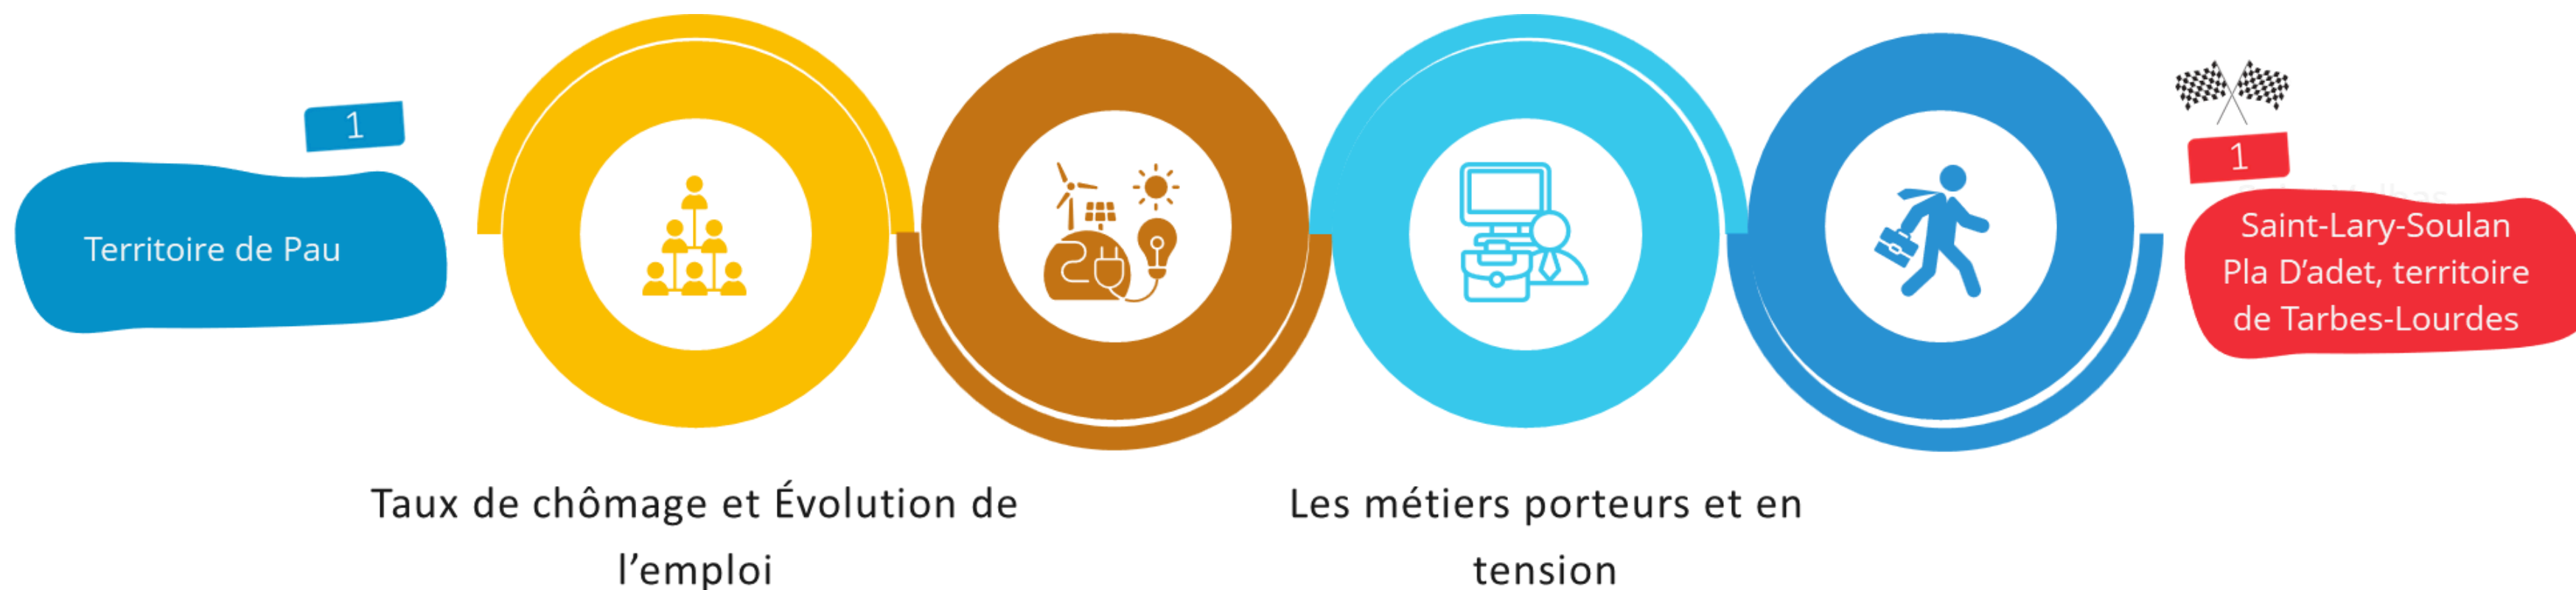 1
Territoire de Pau
1
Saint-Lary-Soulan
Pla D’adet, territoire
de Tarbes-Lourdes
Taux de chômage et Évolution de
l’emploi
Les métiers porteurs et en
tension